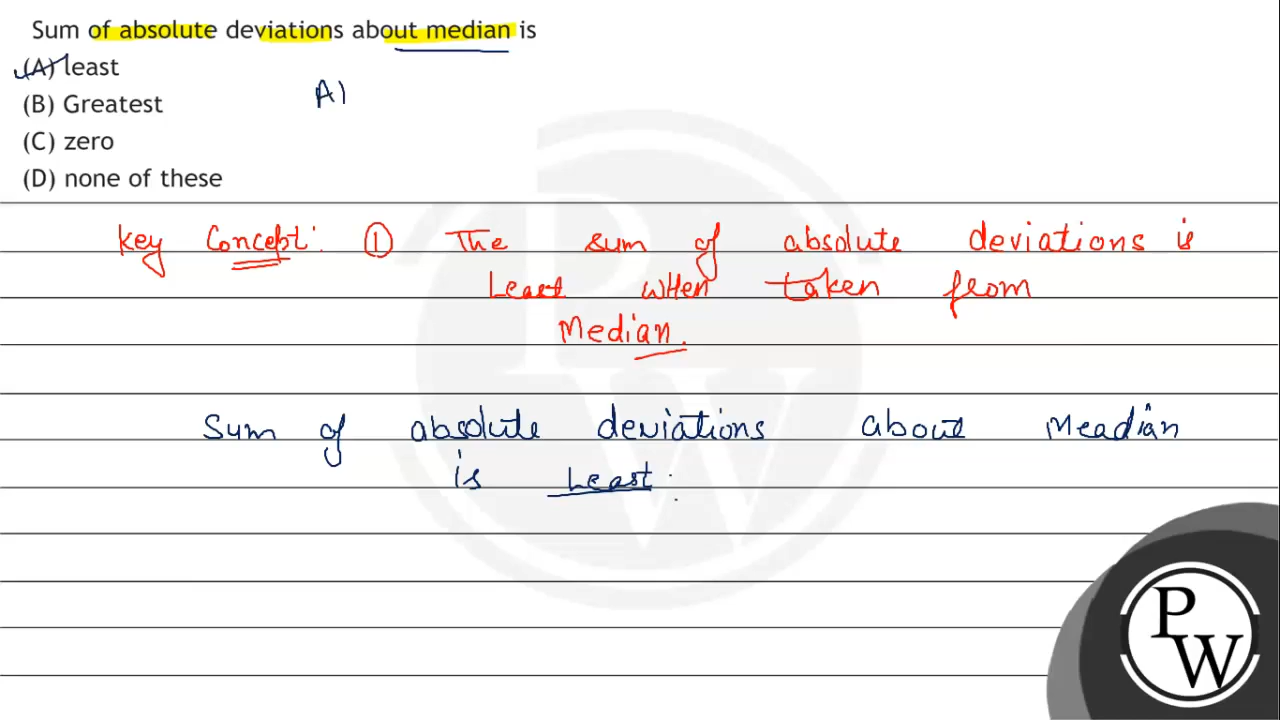 Sum of absolute deviations about median is
(A) least
(B) Greatest
(C) zero
(D) none of these
Key Concept: ① The sum of absolute deviations is
Least when taken from
Median.
Sum of absolute deviations about Meadian
is Least.
P
W